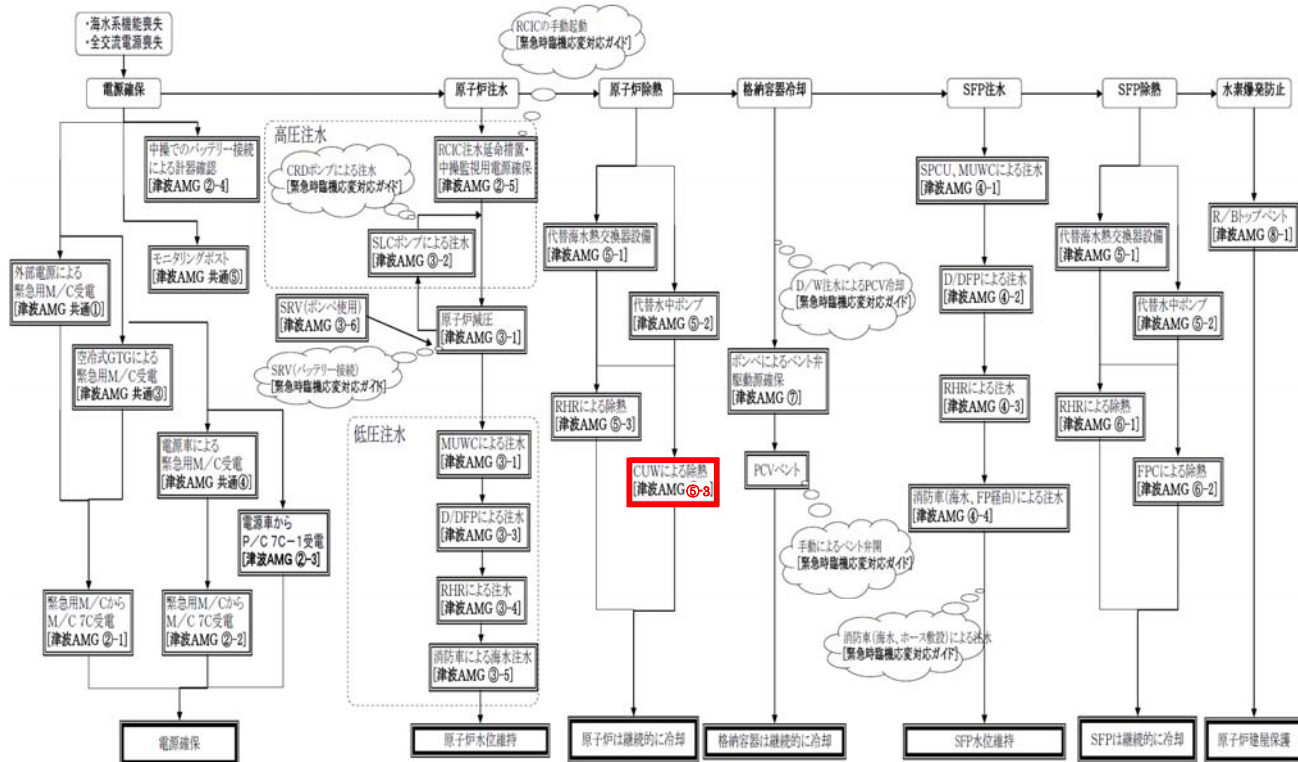 ・海水系機能喪失
・全交流電源喪失
RCICの手動起動
[緊急時臨機応変対応ガイド]
電源確保
原子炉注水
原子炉除熱
格納容器冷却
SFP注水
SFP除熱
水素爆発防止
中操でのバッテリー接続
による計器確認
[津波AMG ②-4]
モニタリングポスト
[津波AMG 共通⑤]
外部電源による
緊急用M/C受電
[津波AMG 共通①]
空冷式GTGによる
緊急用M/C受電
[津波AMG 共通③]
電源車による
緊急用M/C受電
[津波AMG 共通④]
電源車から
P/C 7C-1受電
[津波AMG ②-3]
緊急用M/Cから
M/C 7C受電
[津波AMG ②-1]
緊急用M/Cから
M/C 7C受電
[津波AMG ②-2]
電源確保
高圧注水
CRDポンプによる注水
[緊急時臨機応変対応ガイド]
RCIC注水延命措置・
中操監視用電源確保
[津波AMG ②-5]
SLCポンプによる注水
[津波AMG ③-2]
SRV(ボンベ使用)
[津波AMG ③-6]
原子炉減圧
[津波AMG ③-1]
SRV(バッテリー接続)
[緊急時臨機応変対応ガイド]
低圧注水
MUWCによる注水
[津波AMG ③-1]
D/DFPによる注水
[津波AMG ③-3]
RHRによる注水
[津波AMG ③-4]
消防車による海水注水
[津波AMG ③-5]
原子炉水位維持
代替海水熱交換器設備
[津波AMG ⑤-1]
代替水中ポンプ
[津波AMG ⑤-2]
RHRによる除熱
[津波AMG ⑤-3]
CUWによる除熱
[津波AMG ⑤-3]
原子炉は継続的に冷却
D/W注水によるPCV冷却
[緊急時臨機応変対応ガイド]
ボンベによるベント弁
駆動源確保
[津波AMG ⑦]
PCVベント
手動によるベント弁開
[緊急時臨機応変対応ガイド]
格納容器は継続的に冷却
SPCU、MUWCによる注水
[津波AMG ④-1]
D/DFPによる注水
[津波AMG ④-2]
RHRによる注水
[津波AMG ④-3]
消防車(海水、FP経由)による注水
[津波AMG ④-4]
消防車(海水、ホース敷設)による注水
[緊急時臨機応変対応ガイド]
SFP水位維持
代替海水熱交換器設備
[津波AMG ⑤-1]
代替水中ポンプ
[津波AMG ⑤-2]
RHRによる除熱
[津波AMG ⑥-1]
FPCによる除熱
[津波AMG ⑥-2]
SFPは継続的に冷却
R/Bトップベント
[津波AMG ⑧-1]
原子炉建屋保護